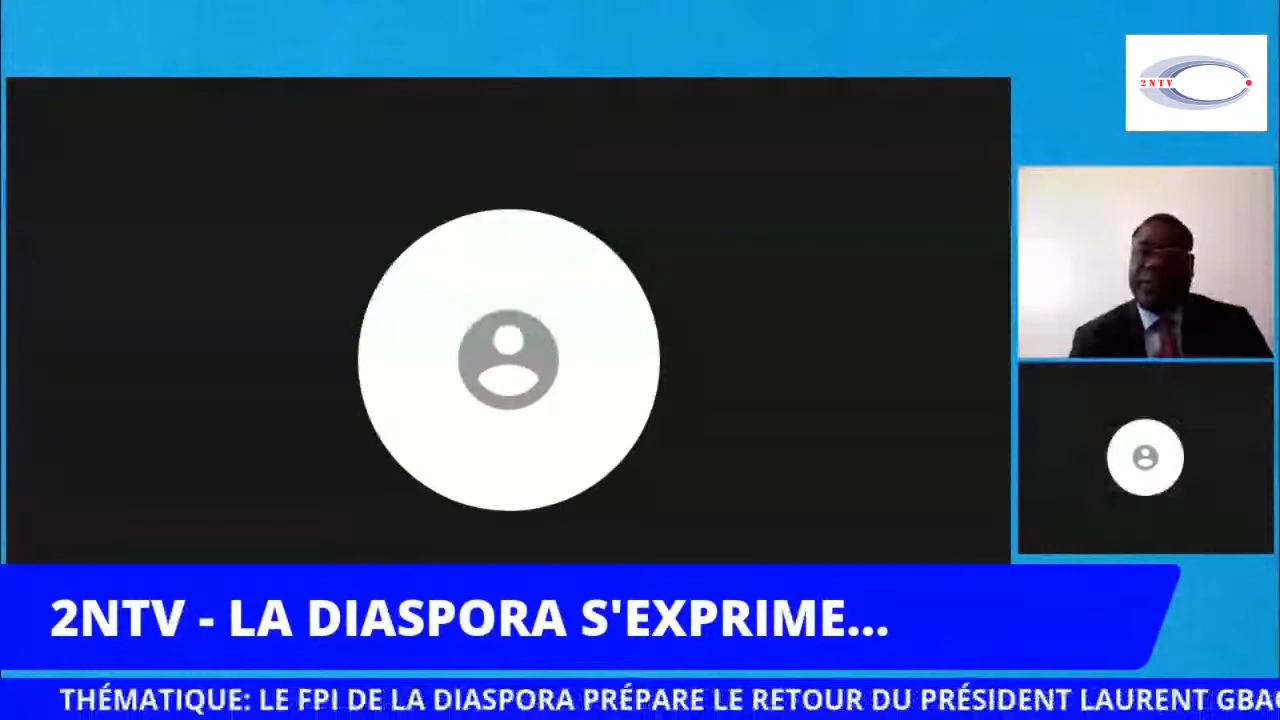 2NTV
2NTV - LA DIASPORA S'EXPRIME...
THÉMATIQUE: LE FPI DE LA DIASPORA PRÉPARE LE RETOUR DU PRÉSIDENT LAURENT